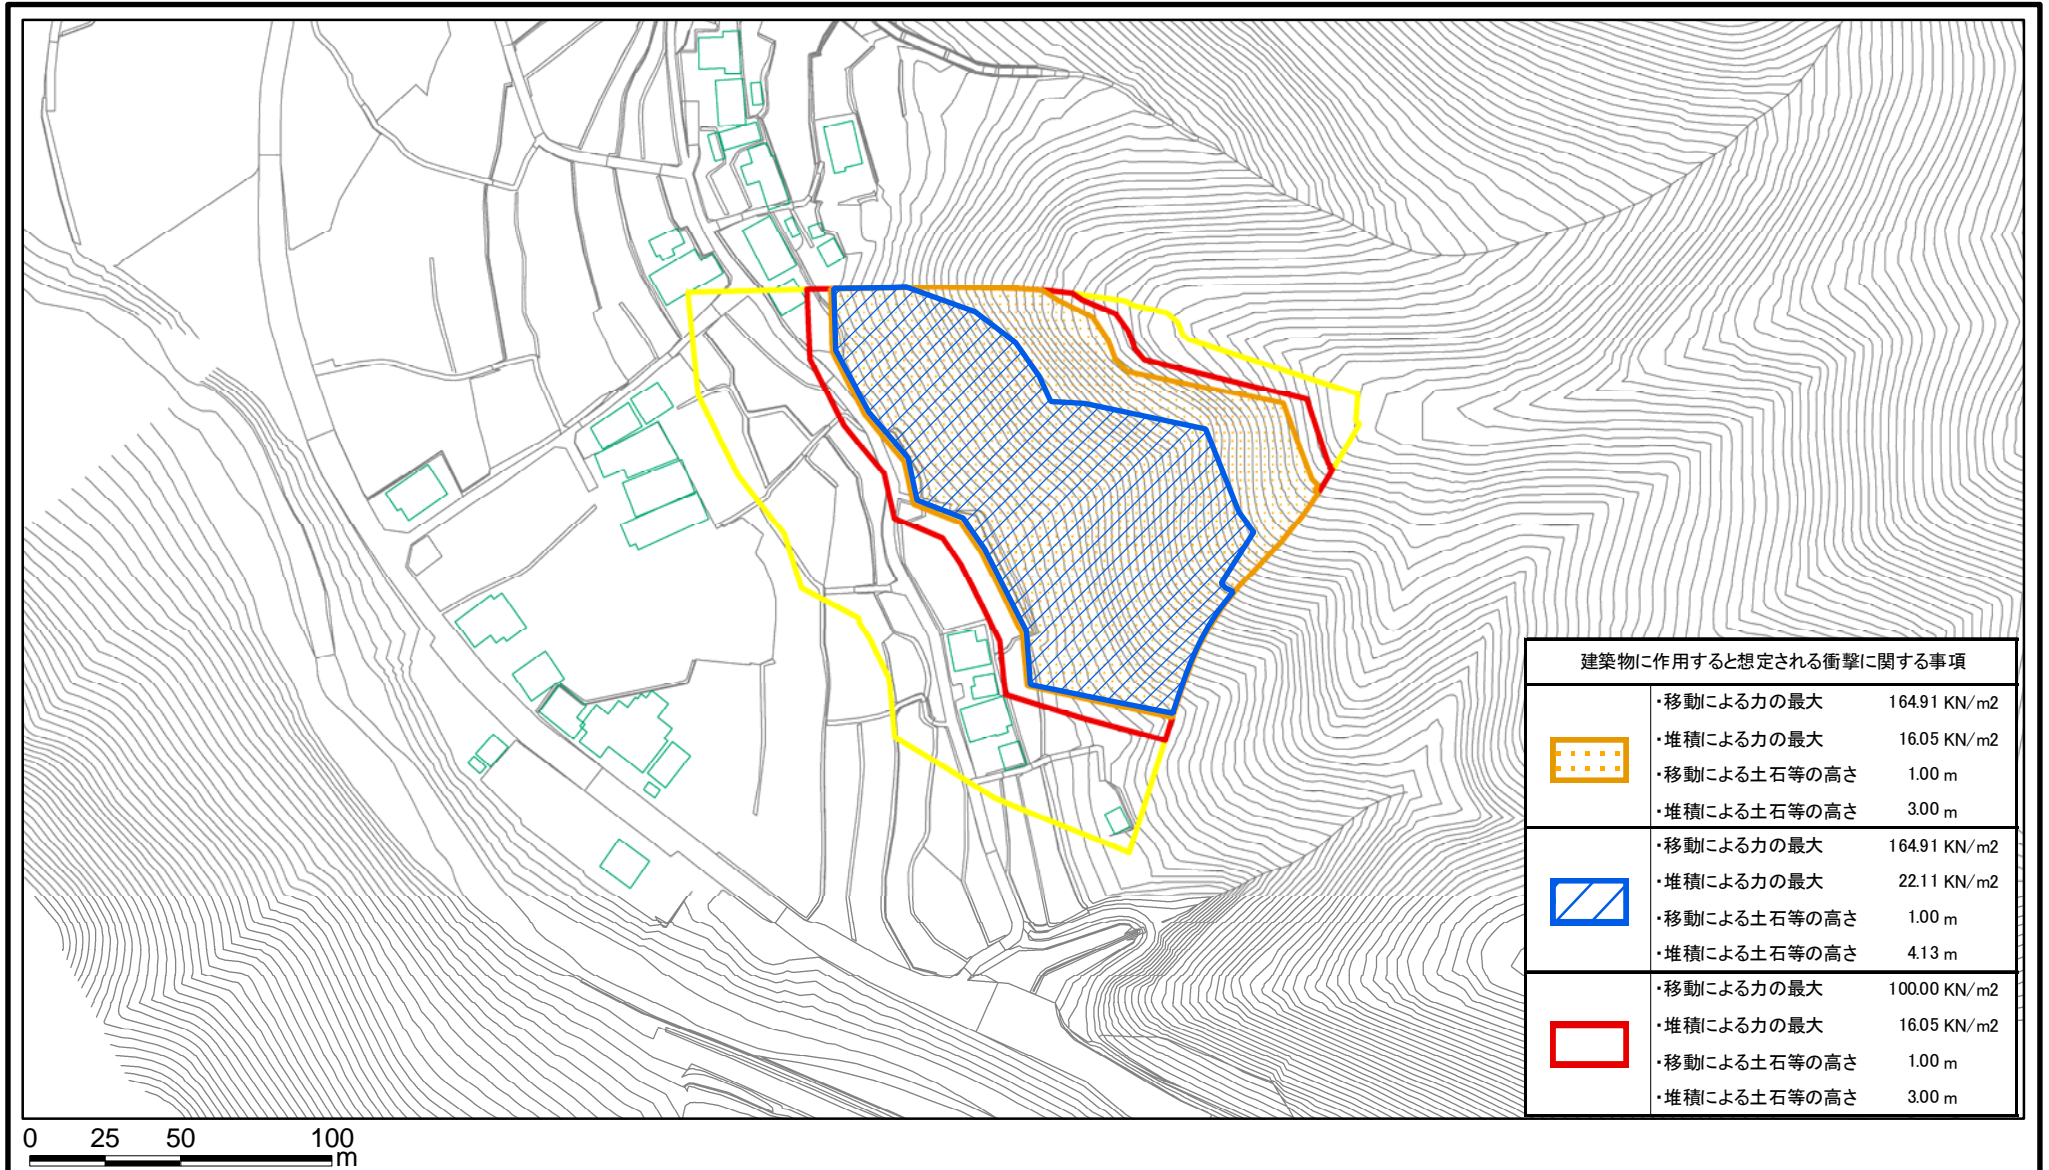 建築物に作用すると想定される衝撃に関する事項
・移動による力の最大 164.91 KN/m2
・堆積による力の最大 16.05 KN/m2
・移動による土石等の高さ 1.00 m
・堆積による土石等の高さ 3.00 m
・移動による力の最大 164.91 KN/m2
・堆積による力の最大 22.11 KN/m2
・移動による土石等の高さ 1.00 m
・堆積による土石等の高さ 4.13 m
・移動による力の最大 100.00 KN/m2
・堆積による力の最大 16.05 KN/m2
・移動による土石等の高さ 1.00 m
・堆積による土石等の高さ 3.00 m
0 25 50 100
m